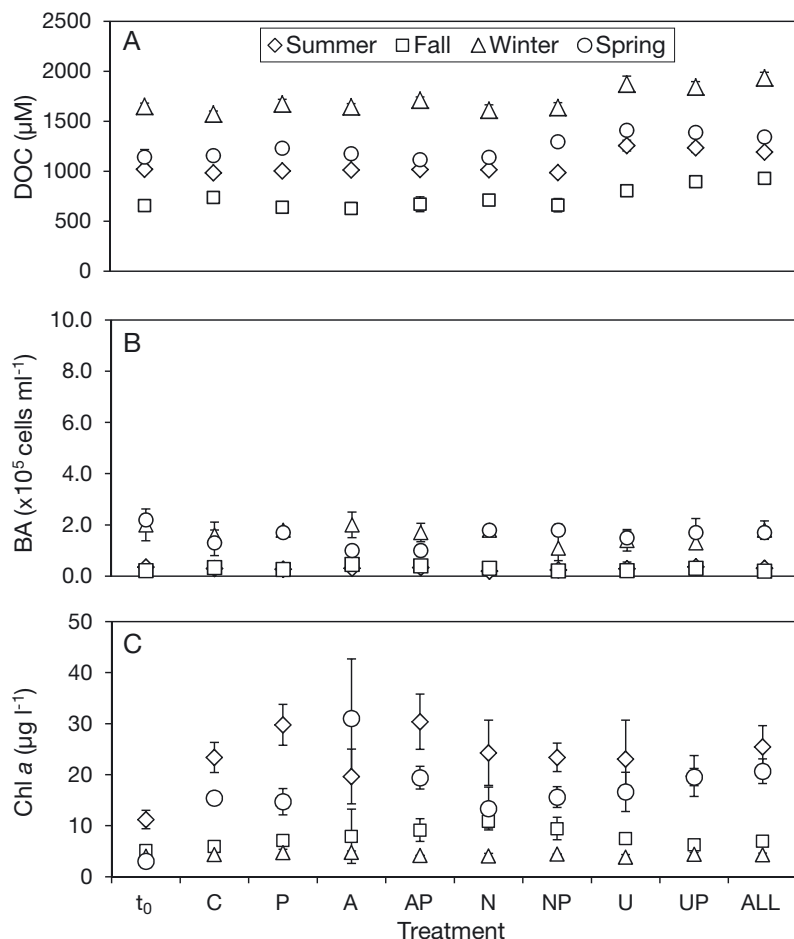 A
◇ Summer □ Fall △ Winter ○ Spring
DOC (µM)
2500
2000
1500
1000
500
0
B
BA (x10⁵ cells ml⁻¹)
10.0
8.0
6.0
4.0
2.0
0.0
C
Chl a (µg l⁻¹)
50
40
30
20
10
0
t₀ C P A AP N NP U UP ALL
Treatment